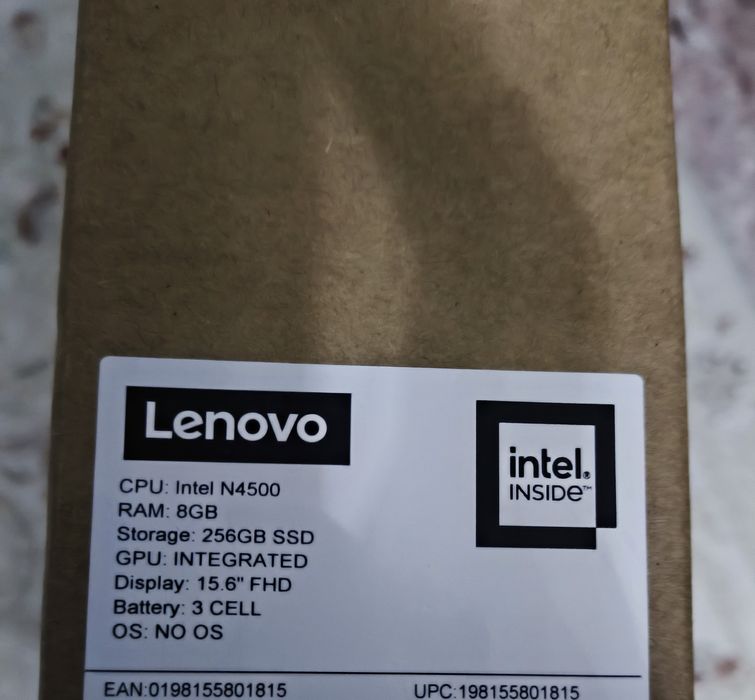 Lenovo
intel.
INSIDE™
CPU: Intel N4500
RAM: 8GB
Storage: 256GB SSD
GPU: INTEGRATED
Display: 15.6" FHD
Battery: 3 CELL
OS: NO OS
EAN:0198155801815 UPC:198155801815